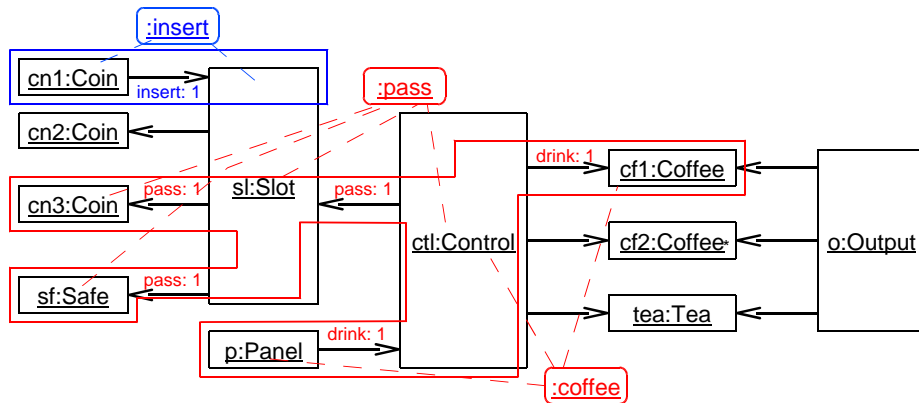 :insert
cn1:Coin
insert: 1
:pass
cn2:Coin
drink: 1
cf1:Coffee
cn3:Coin
pass: 1
sl:Slot
pass: 1
ctl:Control
cf2:Coffee*
o:Output
sf:Safe
pass: 1
tea:Tea
p:Panel
drink: 1
:coffee